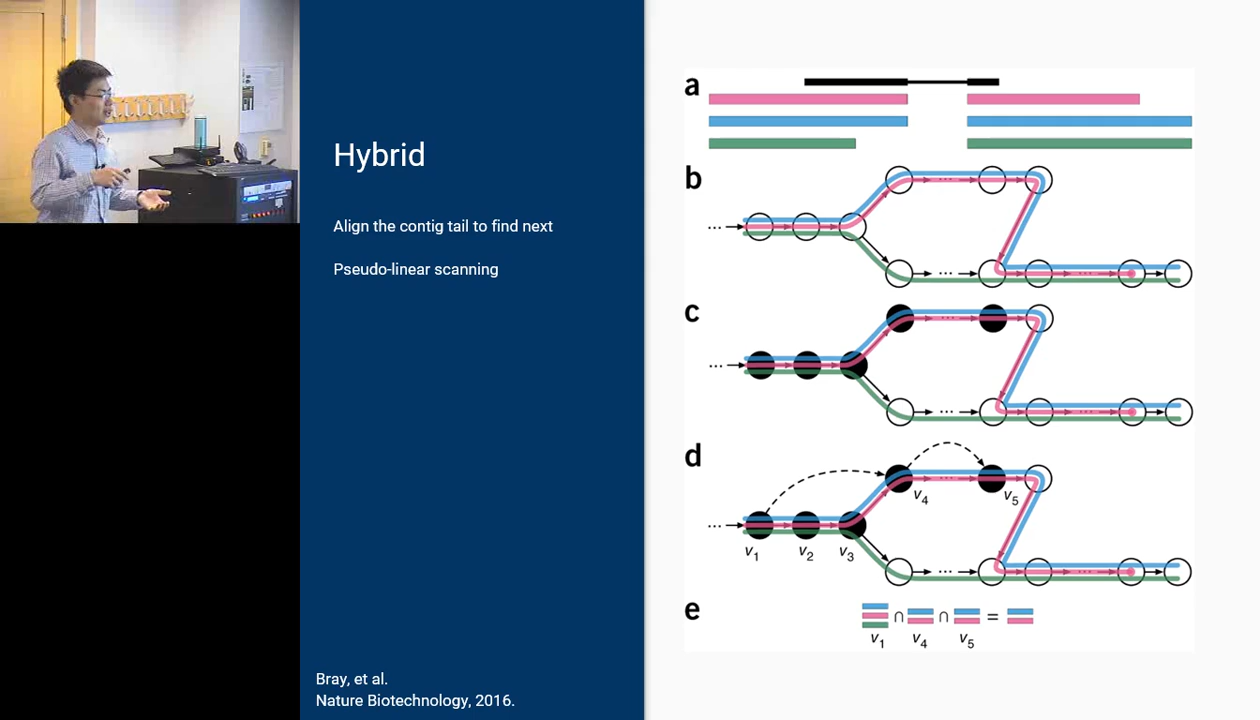 Hybrid
Align the contig tail to find next
Pseudo-linear scanning
Bray, et al.
Nature Biotechnology, 2016.
a
b
...
...
...
...
c
...
...
...
...
d
...
v4
...
v5
v1
v2
v3
...
...
e
∩ ∩ =
v1 v4 v5